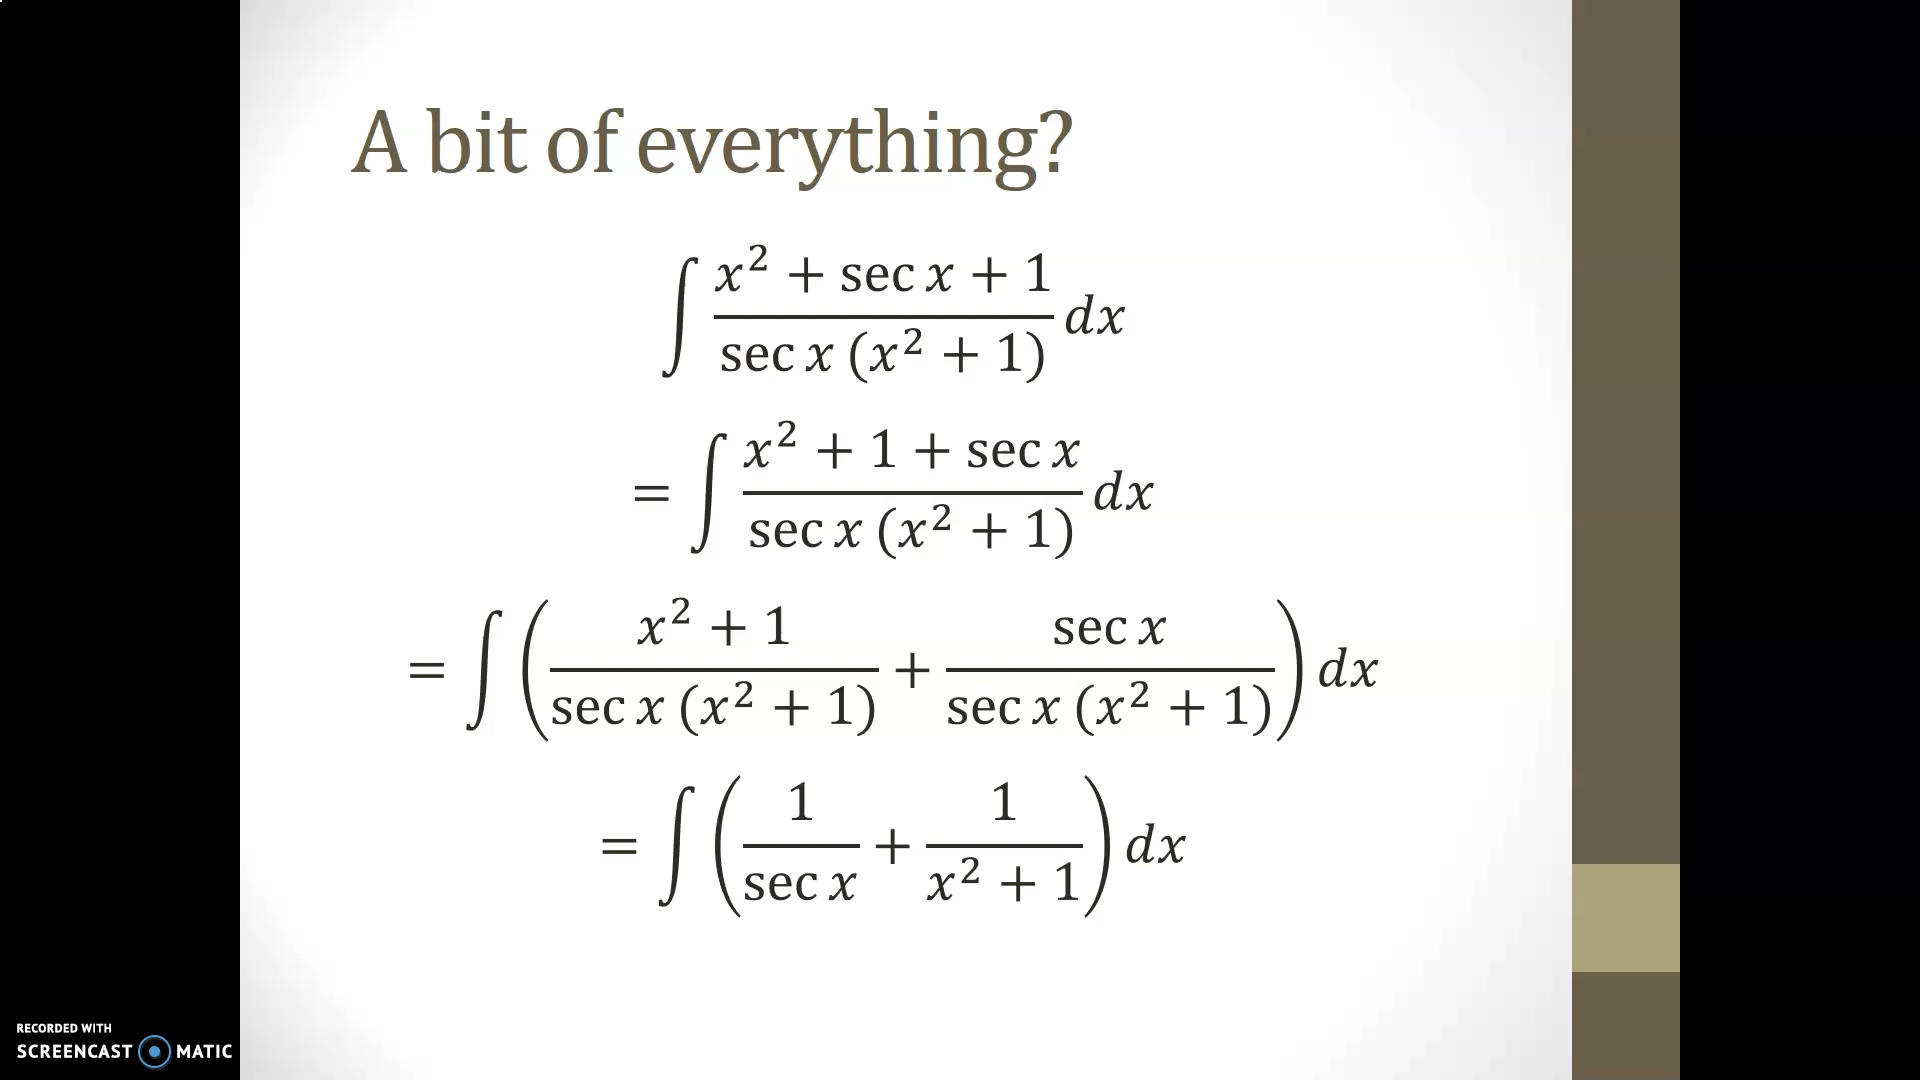 A bit of everything?
∫ (x² + sec x + 1)/(sec x (x² + 1)) dx
= ∫ (x² + 1 + sec x)/(sec x (x² + 1)) dx
= ∫ ((x² + 1)/(sec x (x² + 1)) + (sec x)/(sec x (x² + 1))) dx
= ∫ (1/(sec x) + 1/(x² + 1)) dx
RECORDED WITH
SCREENCAST MATIC